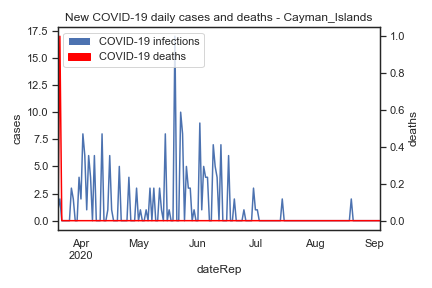 New COVID-19 daily cases and deaths - Cayman_Islands
COVID-19 infections
COVID-19 deaths
17.5
15.0
12.5
10.0
7.5
5.0
2.5
0.0
cases
1.0
0.8
0.6
0.4
0.2
0.0
deaths
Apr May Jun Jul Aug Sep
2020
dateRep